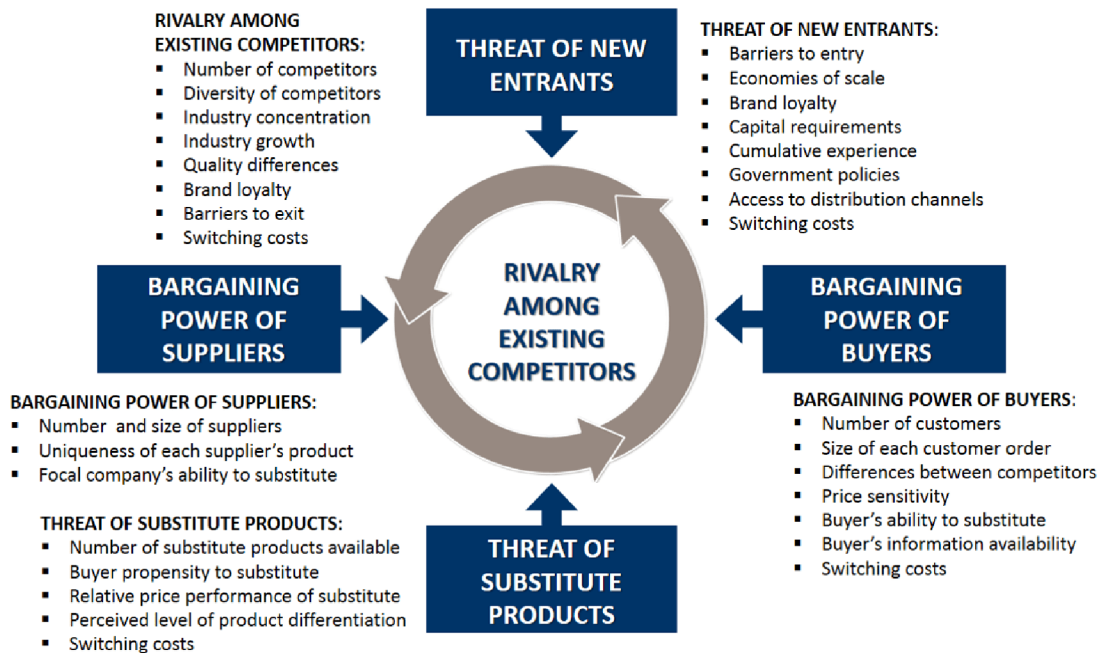 RIVALRY AMONG
EXISTING COMPETITORS:
▪ Number of competitors
▪ Diversity of competitors
▪ Industry concentration
▪ Industry growth
▪ Quality differences
▪ Brand loyalty
▪ Barriers to exit
▪ Switching costs
THREAT OF NEW
ENTRANTS
THREAT OF NEW ENTRANTS:
▪ Barriers to entry
▪ Economies of scale
▪ Brand loyalty
▪ Capital requirements
▪ Cumulative experience
▪ Government policies
▪ Access to distribution channels
▪ Switching costs
BARGAINING
POWER OF
SUPPLIERS
RIVALRY
AMONG
EXISTING
COMPETITORS
BARGAINING
POWER OF
BUYERS
BARGAINING POWER OF SUPPLIERS:
▪ Number and size of suppliers
▪ Uniqueness of each supplier's product
▪ Focal company's ability to substitute
BARGAINING POWER OF BUYERS:
▪ Number of customers
▪ Size of each customer order
▪ Differences between competitors
▪ Price sensitivity
▪ Buyer's ability to substitute
▪ Buyer's information availability
▪ Switching costs
THREAT OF SUBSTITUTE PRODUCTS:
▪ Number of substitute products available
▪ Buyer propensity to substitute
▪ Relative price performance of substitute
▪ Perceived level of product differentiation
▪ Switching costs
THREAT OF
SUBSTITUTE
PRODUCTS